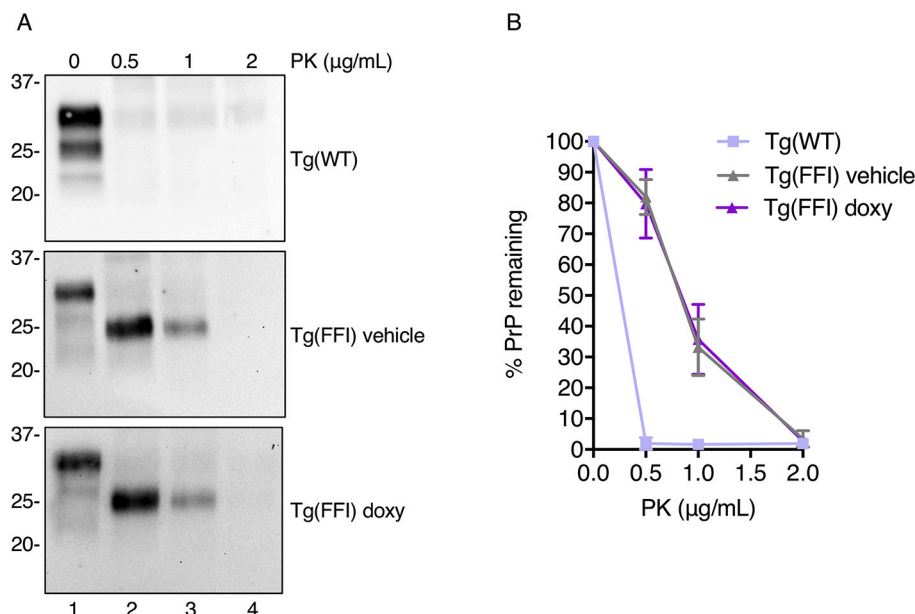 A
0 0.5 1 2 PK (µg/mL)
37-
25-
20-
Tg(WT)
37-
25-
20-
Tg(FFI) vehicle
37-
25-
20-
Tg(FFI) doxy
1 2 3 4
B
Tg(WT)
Tg(FFI) vehicle
Tg(FFI) doxy
% PrP remaining
100
90
80
70
60
50
40
30
20
10
0
0.0 0.5 1.0 1.5 2.0
PK (µg/mL)